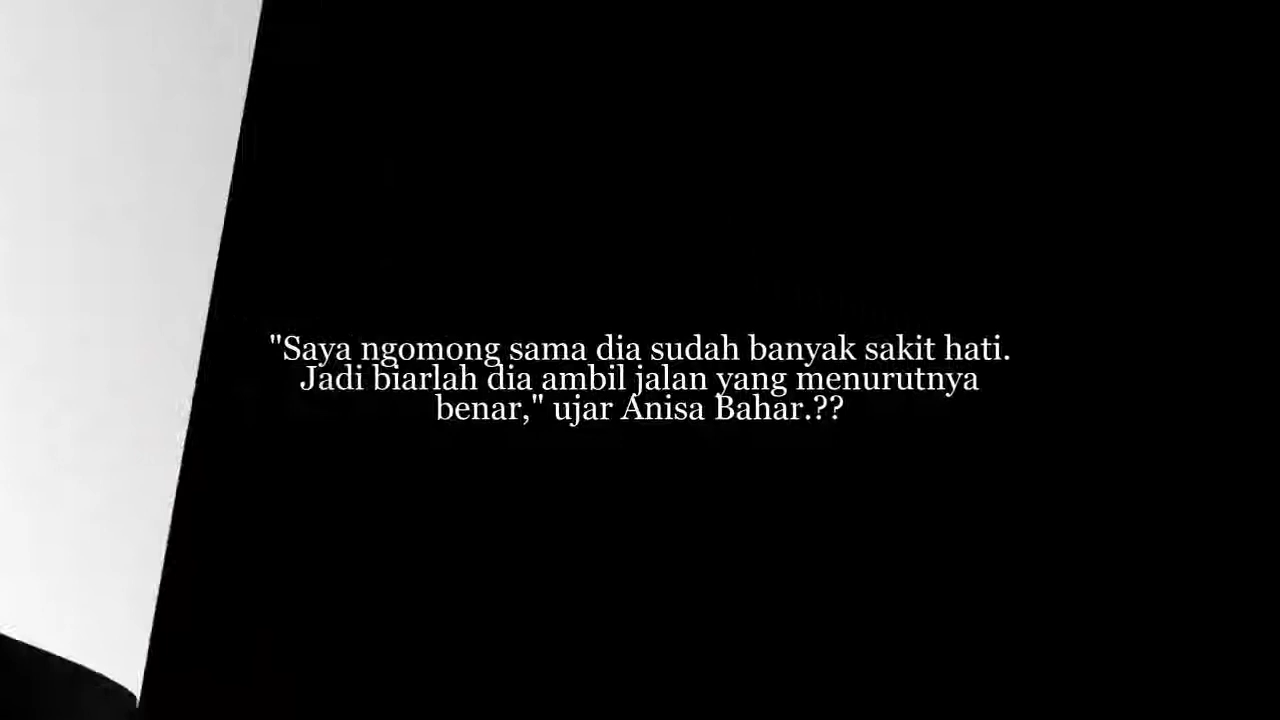 "Saya ngomong sama dia sudah banyak sakit hati.
Jadi biarlah dia ambil jalan yang menurutnya
benar," ujar Anisa Bahar.??